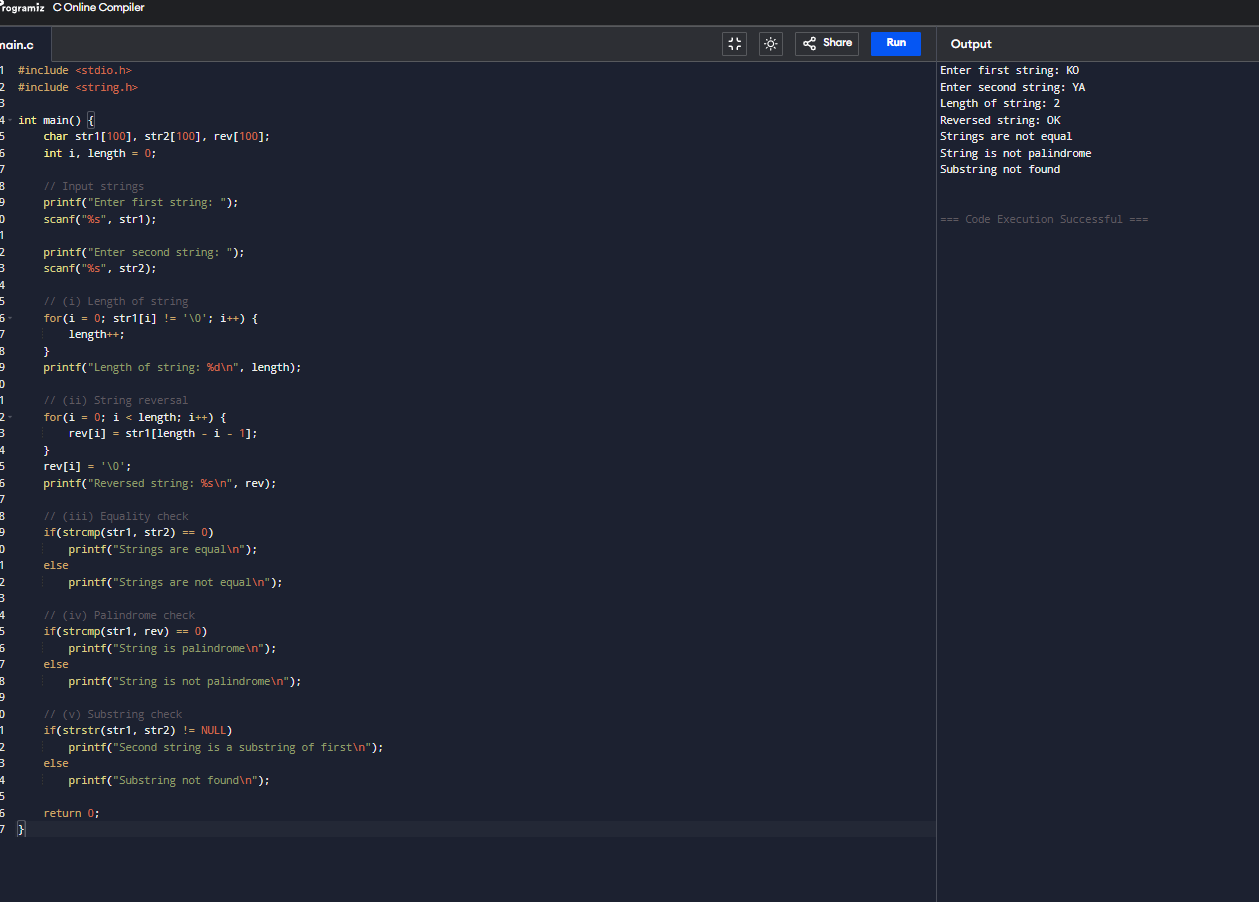 Programiz C Online Compiler
main.c
Share
Run
Output
1 #include <stdio.h>
2 #include <string.h>
3
4 int main() {
5     char str1[100], str2[100], rev[100];
6     int i, length = 0;
7
8     // Input strings
9     printf("Enter first string: ");
0     scanf("%s", str1);
1
2     printf("Enter second string: ");
3     scanf("%s", str2);
4
5     // (i) Length of string
6     for(i = 0; str1[i] != '\0'; i++) {
7         length++;
8     }
9     printf("Length of string: %d\n", length);
0
1     // (ii) String reversal
2     for(i = 0; i < length; i++) {
3         rev[i] = str1[length - i - 1];
4     }
5     rev[i] = '\0';
6     printf("Reversed string: %s\n", rev);
7
8     // (iii) Equality check
9     if(strcmp(str1, str2) == 0)
0         printf("Strings are equal\n");
1     else
2         printf("Strings are not equal\n");
3
4     // (iv) Palindrome check
5     if(strcmp(str1, rev) == 0)
6         printf("String is palindrome\n");
7     else
8         printf("String is not palindrome\n");
9
0     // (v) Substring check
1     if(strstr(str1, str2) != NULL)
2         printf("Second string is a substring of first\n");
3     else
4         printf("Substring not found\n");
5
6     return 0;
7 }
Enter first string: KO
Enter second string: YA
Length of string: 2
Reversed string: OK
Strings are not equal
String is not palindrome
Substring not found
=== Code Execution Successful ===